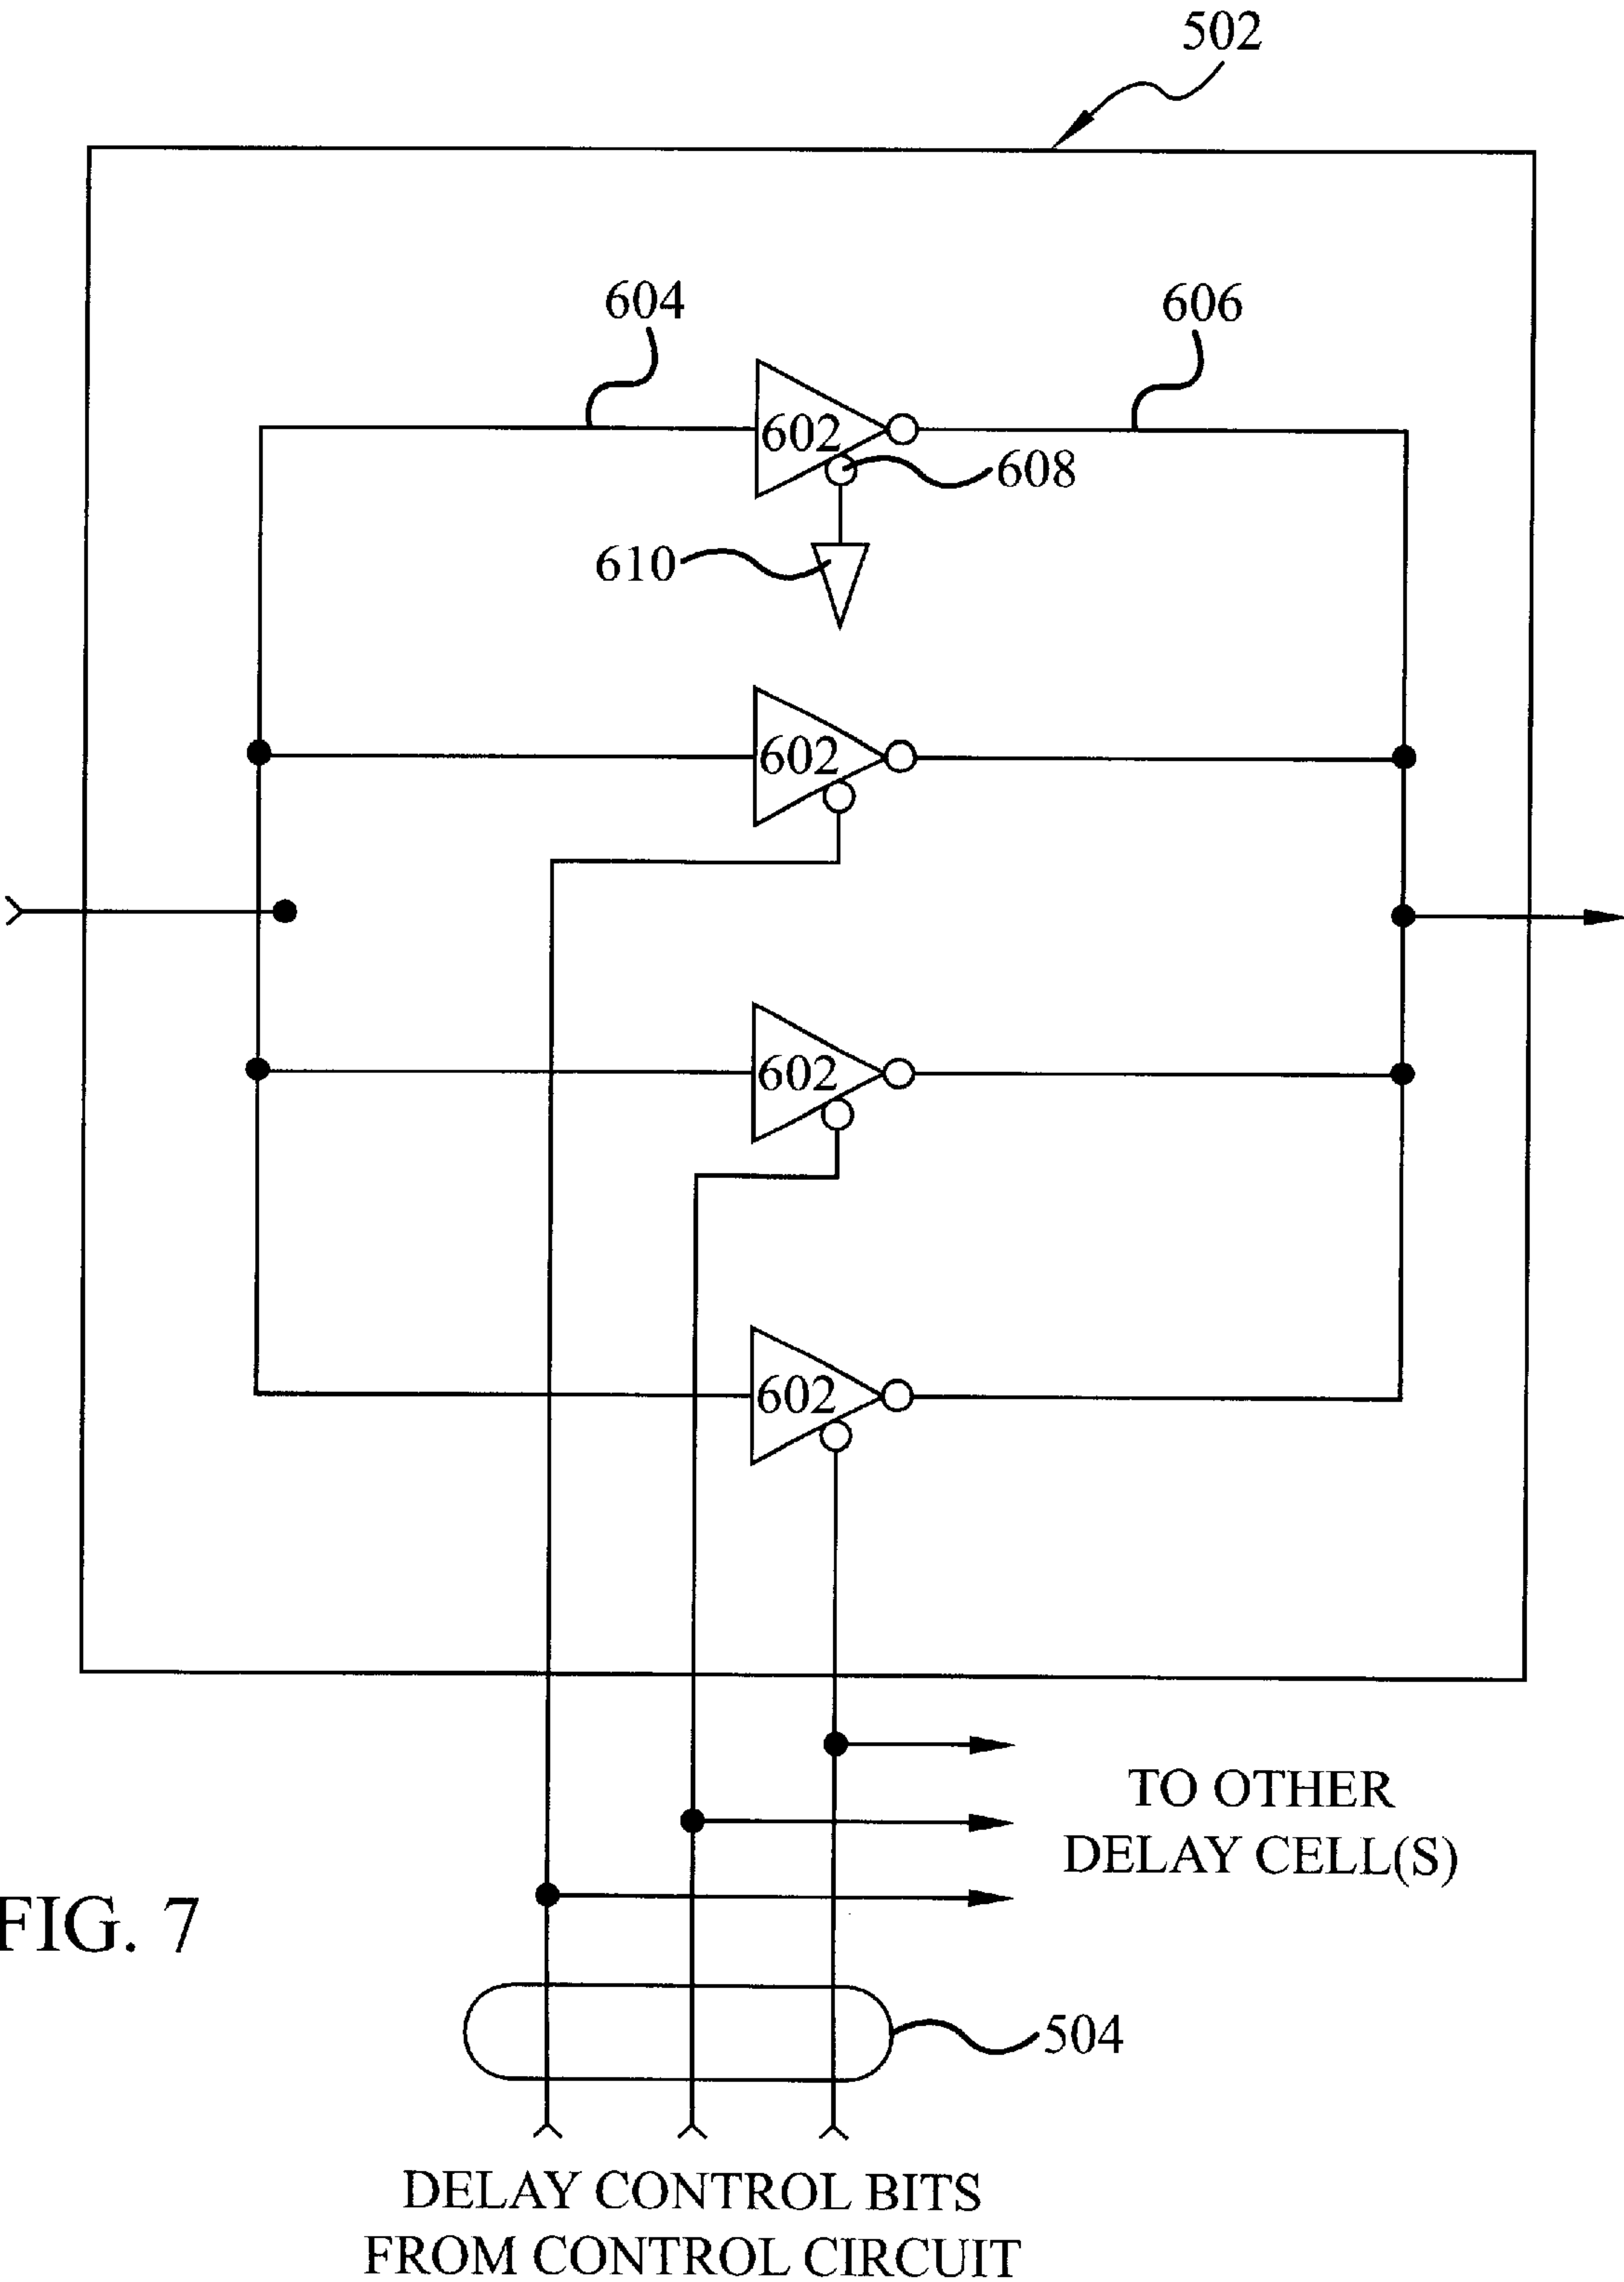 502
604
606
602
608
610
602
602
602
TO OTHER
DELAY CELL(S)
FIG. 7
504
DELAY CONTROL BITS
FROM CONTROL CIRCUIT